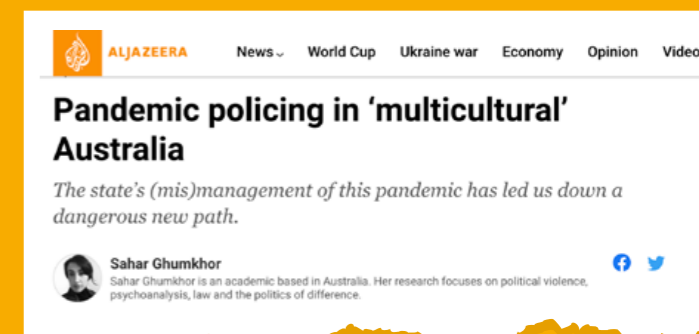 ALJAZEERA News World Cup Ukraine war Economy Opinion Video
Pandemic policing in ‘multicultural’
Australia
The state’s (mis)management of this pandemic has led us down a
dangerous new path.
Sahar Ghumkhor
Sahar Ghumkhor is an academic based in Australia. Her research focuses on political violence,
psychoanalysis, law and the politics of difference.